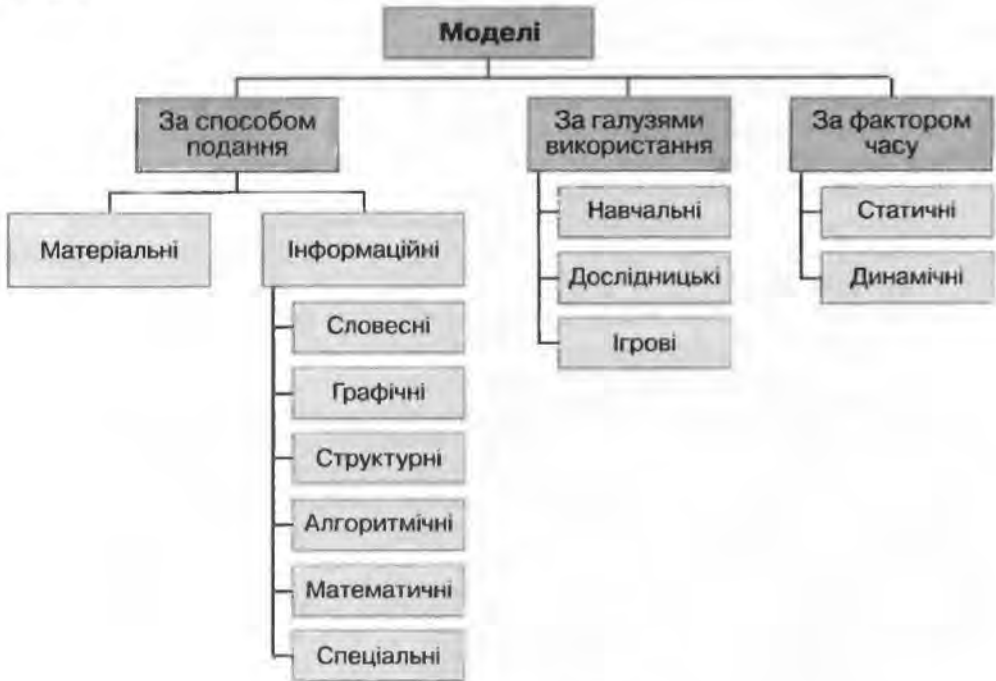 Моделі
За способом
подання
За галузями
використання
За фактором
часу
Матеріальні
Інформаційні
Словесні
Графічні
Структурні
Алгоритмічні
Математичні
Спеціальні
Навчальні
Дослідницькі
Ігрові
Статичні
Динамічні